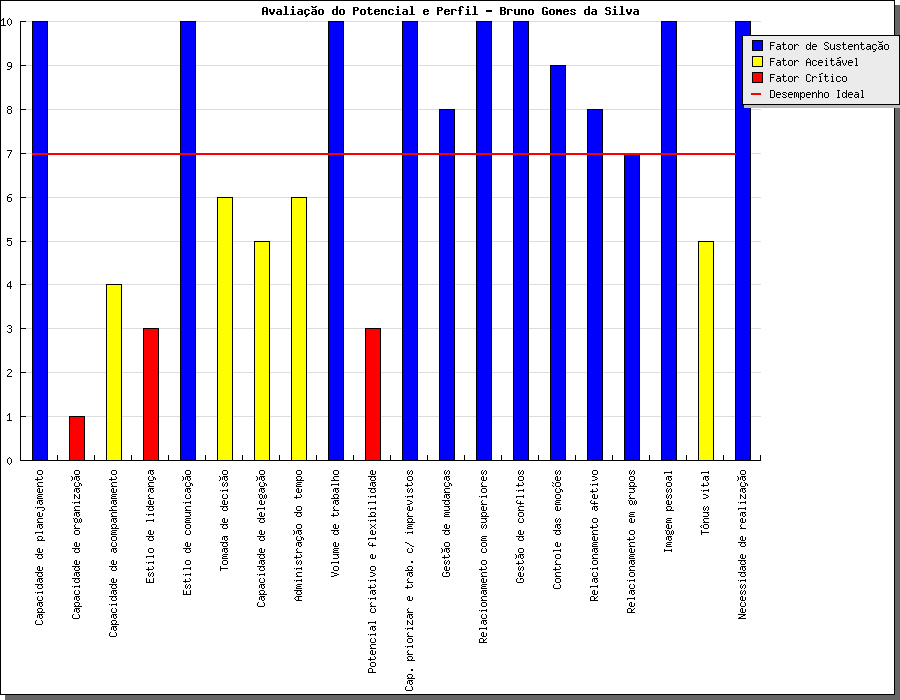 Avaliação do Potencial e Perfil - Bruno Gomes da Silva
10
9
8
7
6
5
4
3
2
1
0
Fator de Sustentação
Fator Aceitável
Fator Crítico
Desempenho Ideal
Capacidade de planejamento
Capacidade de organização
Capacidade de acompanhamento
Estilo de liderança
Estilo de comunicação
Tomada de decisão
Capacidade de delegação
Administração do tempo
Volume de trabalho
Potencial criativo e flexibilidade
Cap. priorizar e trab. c/ imprevistos
Gestão de mudanças
Relacionamento com superiores
Gestão de conflitos
Controle das emoções
Relacionamento afetivo
Relacionamento em grupos
Imagem pessoal
Tônus vital
Necessidade de realização